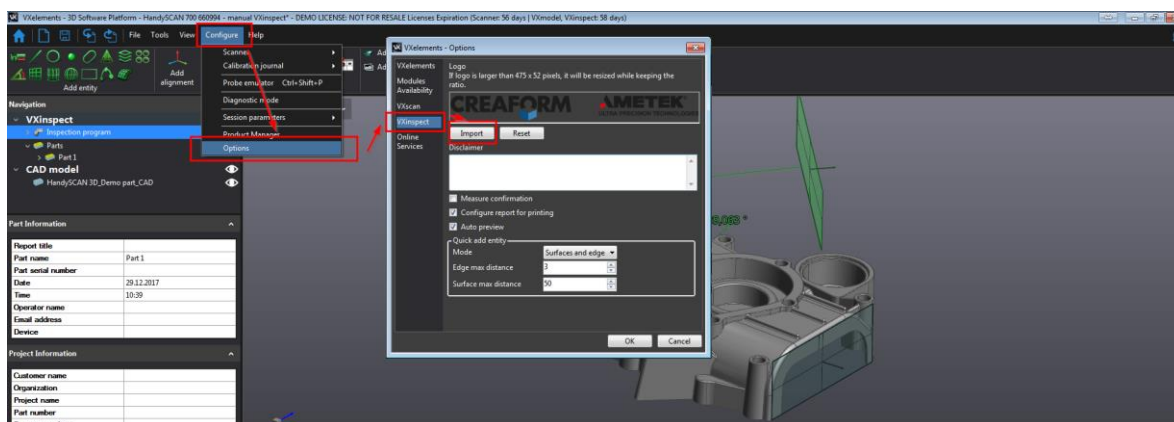 VXelements - 3D Software Platform - HandySCAN 700 660994 - manual VXinspect* - DEMO LICENSE: NOT FOR RESALE Licenses Expiration (Scanner: 56 days | VXmodel, VXinspect: 58 days)
File Tools View Configure Help
Add entity
Add alignment
Scanner
Calibration journal
Probe emulator Ctrl+Shift+P
Diagnostic mode
Session parameters
Product Manager
Options
Navigation
VXinspect
Inspection program
Parts
Part 1
CAD model
HandySCAN 3D_Demo part_CAD
Part Information
Report title
Part name Part 1
Part serial number
Date 29.12.2017
Time 10:39
Operator name
Email address
Device
Project Information
Customer name
Organization
Project name
Part number
VXelements - Options
VXelements
Modules Availability
VXscan
VXinspect
Online Services
Logo
If logo is larger than 475 x 52 pixels, it will be resized while keeping the
ratio.
CREAFORM AMETEK
ULTRA PRECISION TECHNOLOGIES
Import Reset
Disclaimer
Measure confirmation
Configure report for printing
Auto preview
Quick add entity
Mode Surfaces and edge
Edge max distance 3
Surface max distance 50
OK Cancel